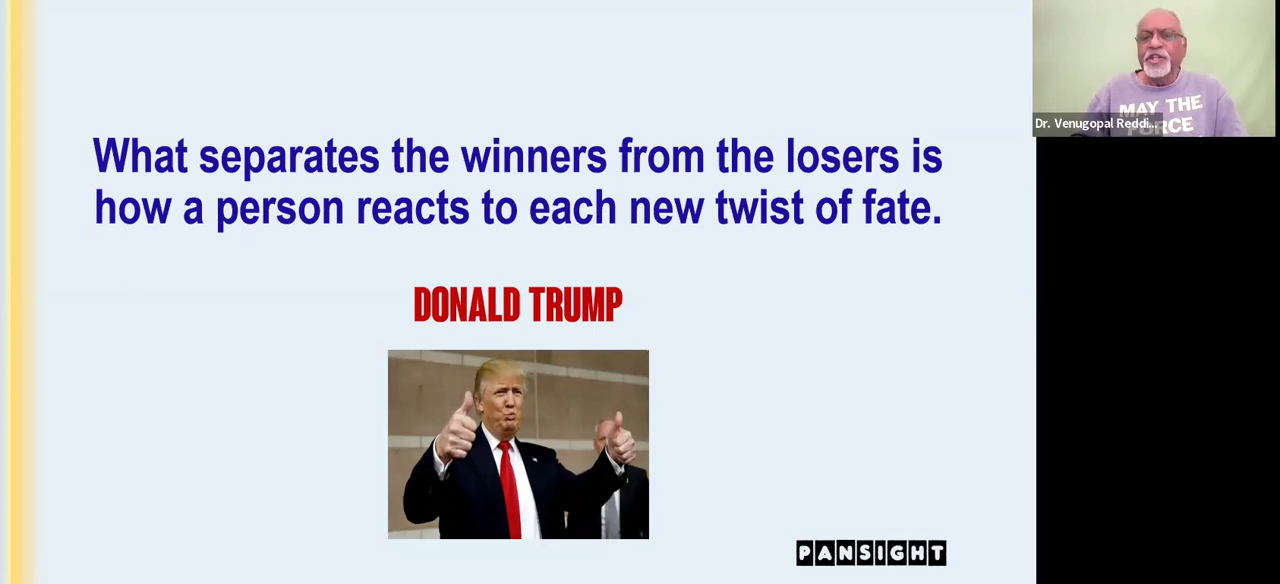 What separates the winners from the losers is
how a person reacts to each new twist of fate.
DONALD TRUMP
PANSIGHT
MAY THE
Dr. Venugopal Reddi...